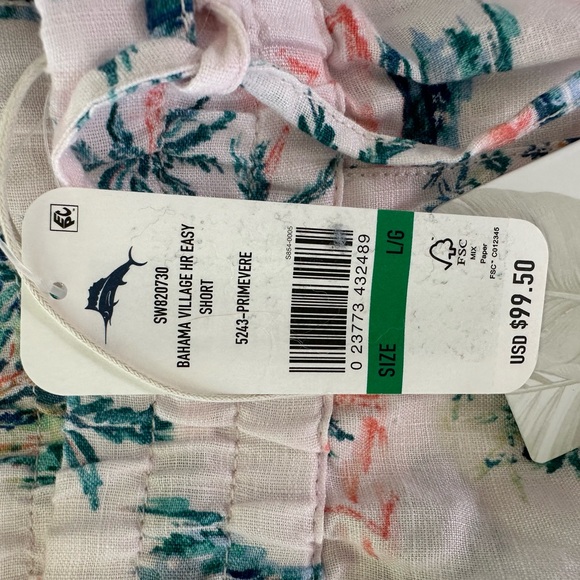 SW820730
BAHAMA VILLAGE HR EASY
SHORT
5243-PRIMEVERE
S854-0005
0 23773 432489
SIZE L/G
FSC
MIX
Paper
FSC™ C012345
USD $99.50